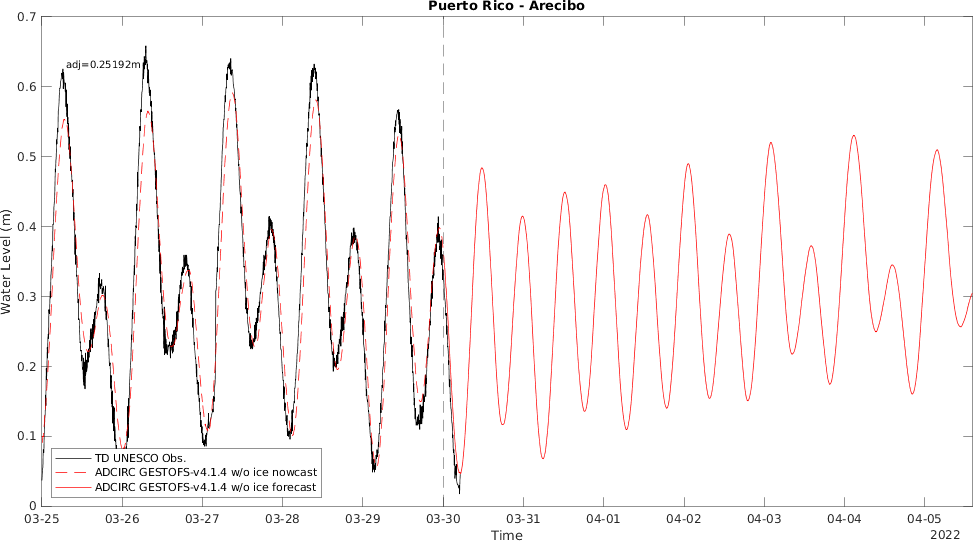 Puerto Rico - Arecibo
0.7
0.6
0.5
0.4
0.3
0.2
0.1
0
Water Level (m)
adj=0.25192m
TD UNESCO Obs.
ADCIRC GESTOFS-v4.1.4 w/o ice nowcast
ADCIRC GESTOFS-v4.1.4 w/o ice forecast
03-25 03-26 03-27 03-28 03-29 03-30 03-31 04-01 04-02 04-03 04-04 04-05
Time
2022